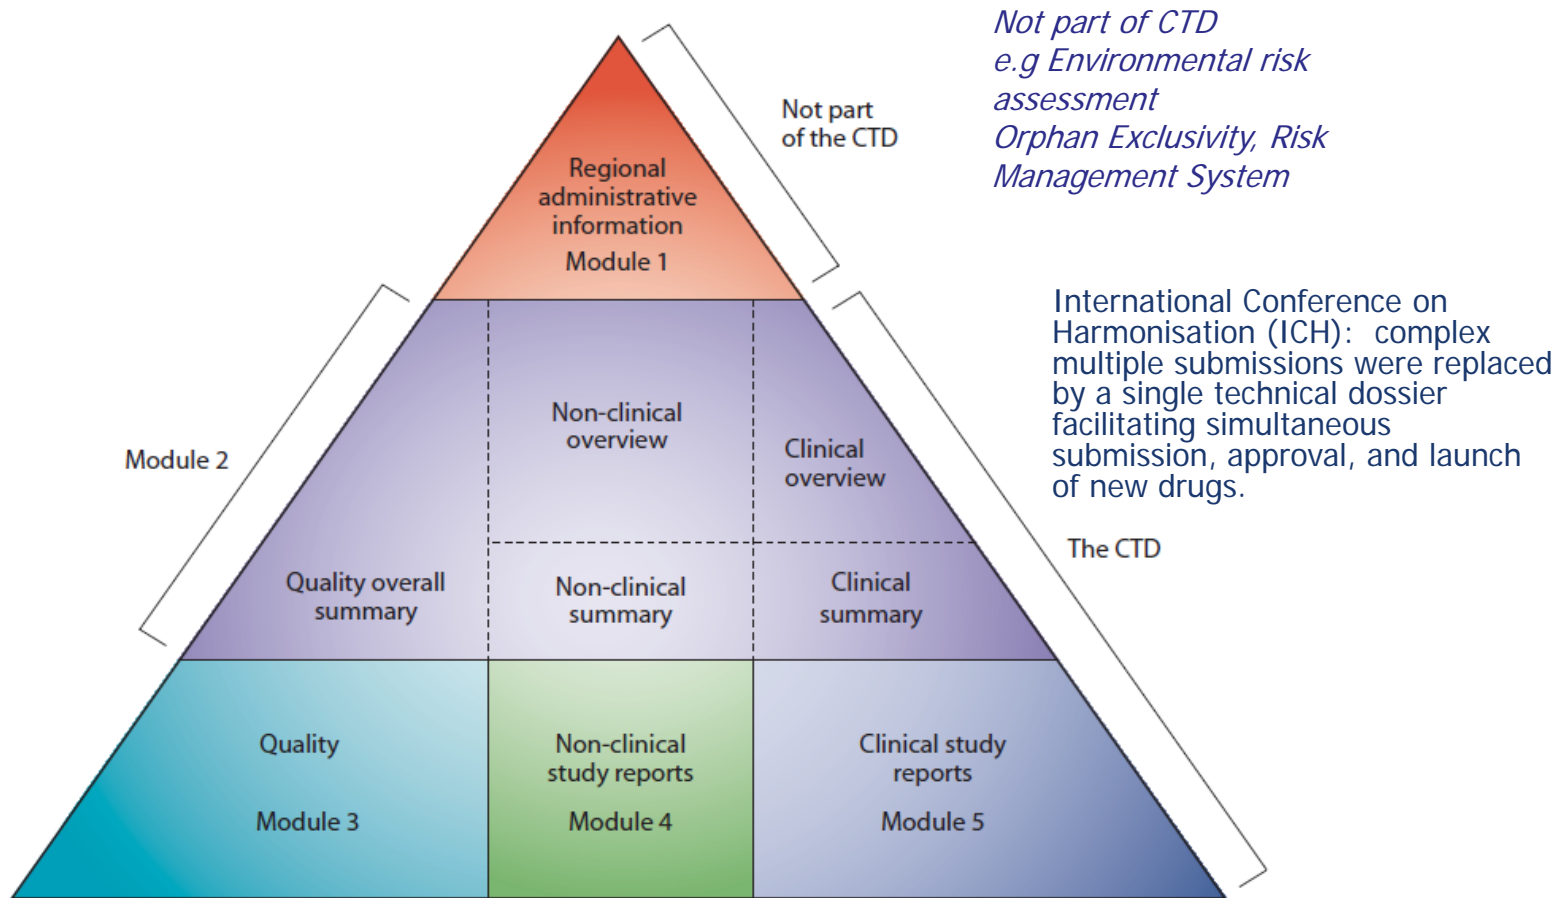 Not part of CTD
e.g Environmental risk
assessment
Orphan Exclusivity, Risk
Management System
Not part
of the CTD
Regional
administrative
information
Module 1
International Conference on
Harmonisation (ICH):  complex
multiple submissions were replaced
by a single technical dossier
facilitating simultaneous
submission, approval, and launch
of new drugs.
Module 2
Non-clinical
overview
Clinical
overview
The CTD
Quality overall
summary
Non-clinical
summary
Clinical
summary
Quality
Module 3
Non-clinical
study reports
Module 4
Clinical study
reports
Module 5